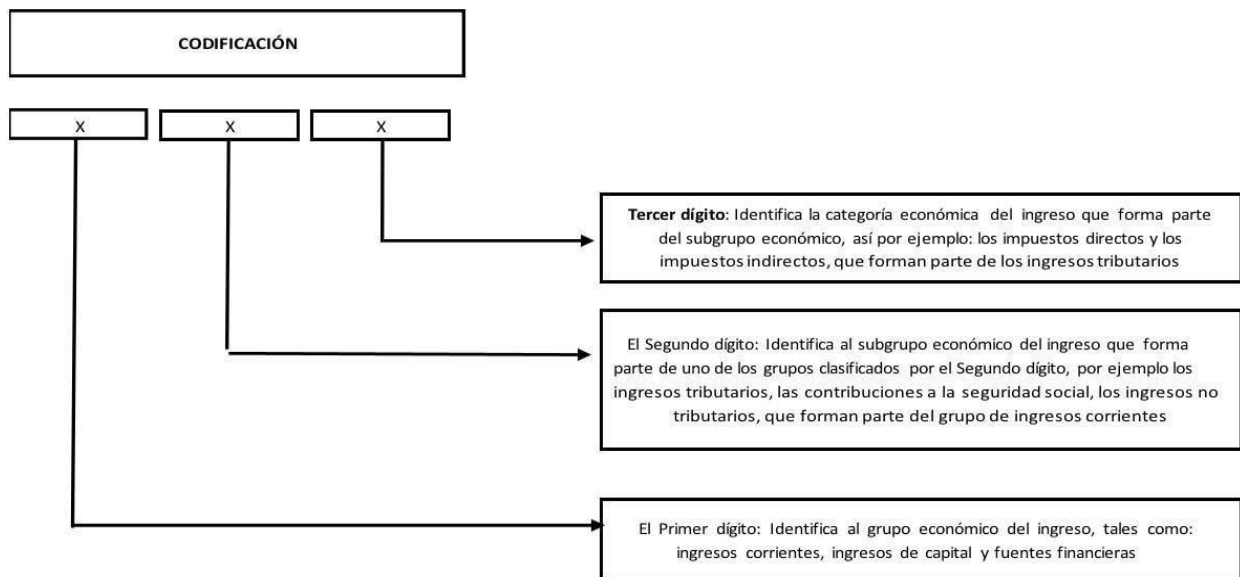 CODIFICACIÓN
X X X
Tercer dígito: Identifica la categoría económica del ingreso que forma parte
del subgrupo económico, así por ejemplo: los impuestos directos y los
impuestos indirectos, que forman parte de los ingresos tributarios
El Segundo dígito: Identifica al subgrupo económico del ingreso que forma
parte de uno de los grupos clasificados por el Segundo dígito, por ejemplo los
ingresos tributarios, las contribuciones a la seguridad social, los ingresos no
tributarios, que forman parte del grupo de ingresos corrientes
El Primer dígito: Identifica al grupo económico del ingreso, tales como:
ingresos corrientes, ingresos de capital y fuentes financieras